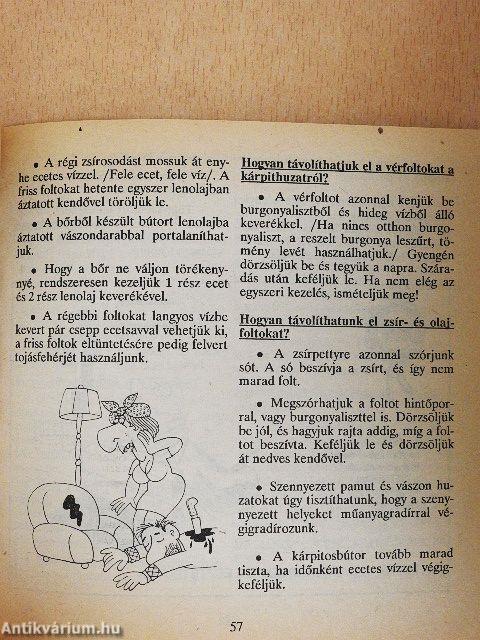 • A régi zsírosodást mossuk át eny-
he ecetes vízzel. /Fele ecet, fele víz/. A
friss foltokat hetente egyszer lenolajban
áztatott kendővel töröljük le.
• A bőrből készült bútort lenolajba
áztatott vászondarabbal portalaníthat-
juk.
• Hogy a bőr ne váljon törékeny-
nyé, rendszeresen kezeljük 1 rész ecet
és 2 rész lenolaj keverékével.
• A régebbi foltokat langyos vízbe
kevert pár csepp ecetsavval vehetjük ki,
a friss foltok eltüntetésére pedig felvert
tojásfehérjét használjunk.
Hogyan távolíthatjuk el a vérfoltokat a
kárpithuzatról?
• A vérfoltot azonnal kenjük be
burgonyalisztből és hideg vízből álló
keverékkel. /Ha nincs otthon burgo-
nyaliszt, a reszelt burgonya leszűrt, tö-
mény levét használhatjuk./ Gyengén
dörzsöljük be és tegyük a napra. Szára-
dás után keféljük le. Ha nem elég az
egyszeri kezelés, ismételjük meg!
Hogyan távolíthatunk el zsír- és olaj-
foltokat?
• A zsírpettyre azonnal szórjunk
sót. A só beszívja a zsírt, és így nem
marad folt.
• Megszórhatjuk a foltot hintőpor-
ral, vagy burgonyaliszttel is. Dörzsöljük
be jól, és hagyjuk rajta addig, míg a fol-
tot beszívta. Keféljük le és dörzsöljük
át nedves kendővel.
• Szennyezett pamut és vászon hu-
zatokat úgy tisztíthatunk, hogy a szeny-
nyezett helyeket műanyagradírral vé-
gigradírozunk.
• A kárpitosbútor tovább marad
tiszta, ha időnként ecetes vízzel végig-
keféljük.
57
Antikvárium.hu